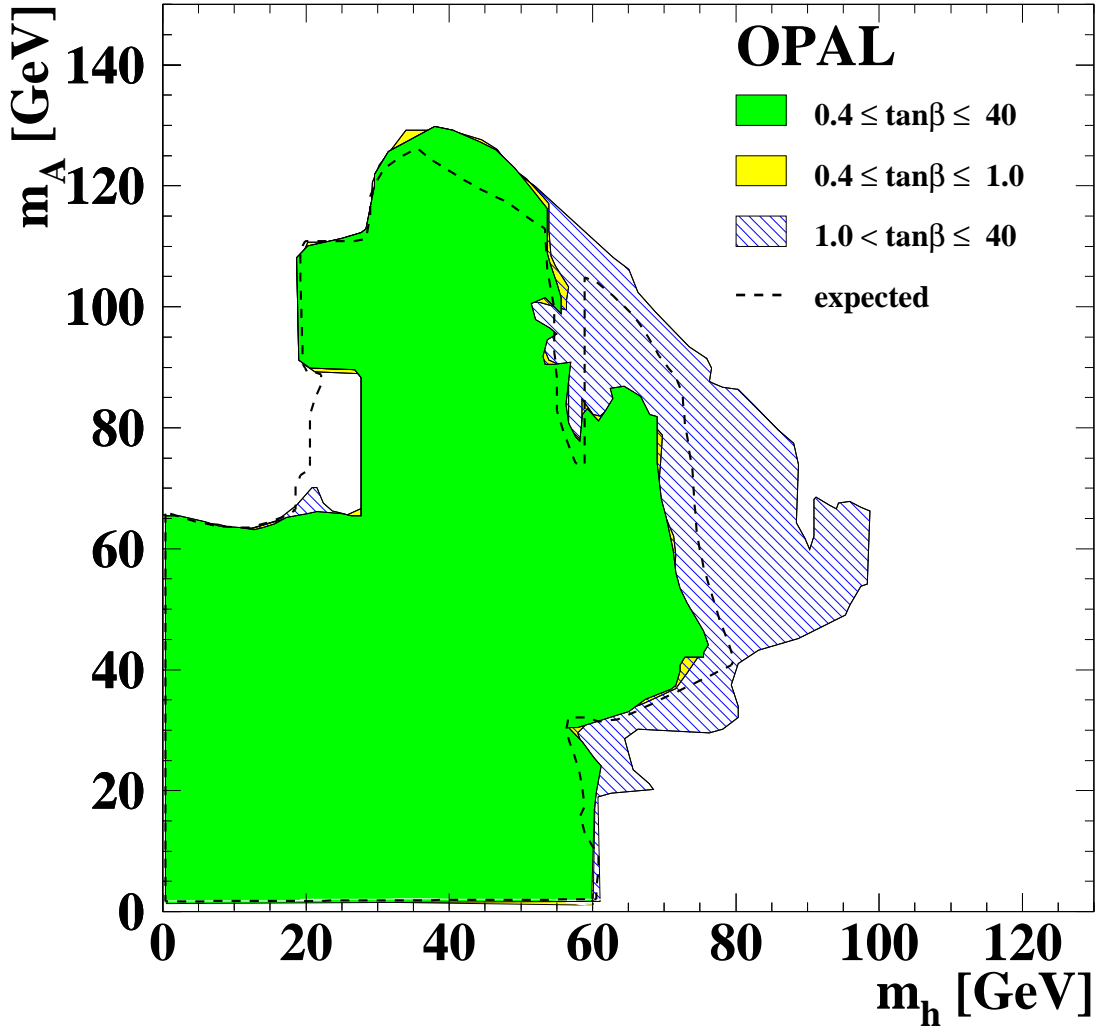 OPAL
0.4 ≤ tanβ ≤ 40
0.4 ≤ tanβ ≤ 1.0
1.0 < tanβ ≤ 40
expected
m_A [GeV]
140
120
100
80
60
40
20
0
0 20 40 60 80 100 120
m_h [GeV]